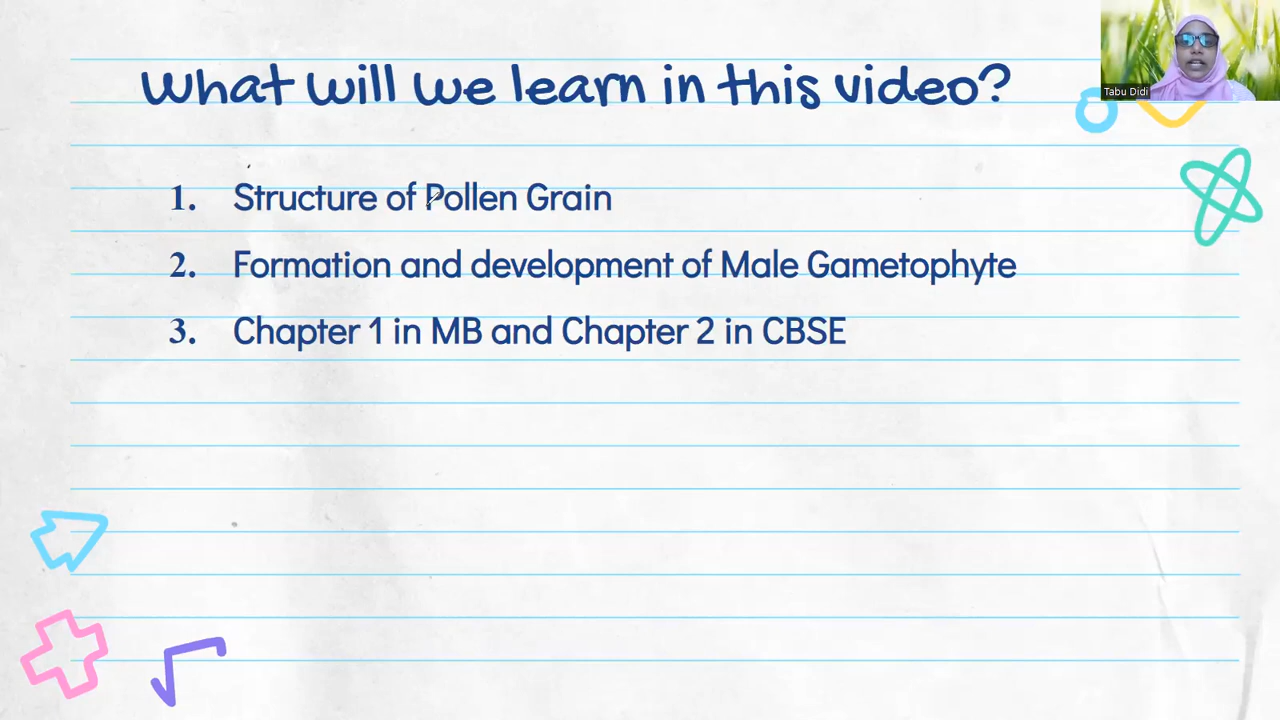 What will we learn in this video?
Tabu Didi
1. Structure of Pollen Grain
2. Formation and development of Male Gametophyte
3. Chapter 1 in MB and Chapter 2 in CBSE